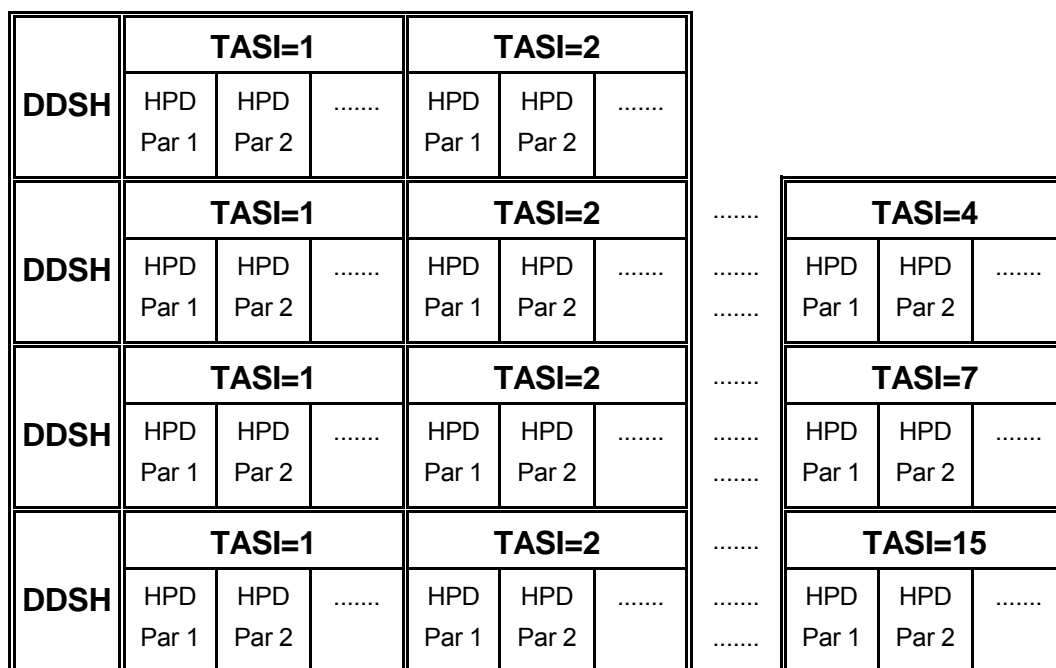 TASI=1 TASI=2
DDSH HPD HPD ....... HPD HPD .......
Par 1 Par 2 Par 1 Par 2
TASI=1 TASI=2 ....... TASI=4
DDSH HPD HPD ....... HPD HPD ....... ....... HPD HPD .......
Par 1 Par 2 Par 1 Par 2 ....... Par 1 Par 2
TASI=1 TASI=2 ....... TASI=7
DDSH HPD HPD ....... HPD HPD ....... ....... HPD HPD .......
Par 1 Par 2 Par 1 Par 2 ....... Par 1 Par 2
TASI=1 TASI=2 ....... TASI=15
DDSH HPD HPD ....... HPD HPD ....... ....... HPD HPD .......
Par 1 Par 2 Par 1 Par 2 ....... Par 1 Par 2